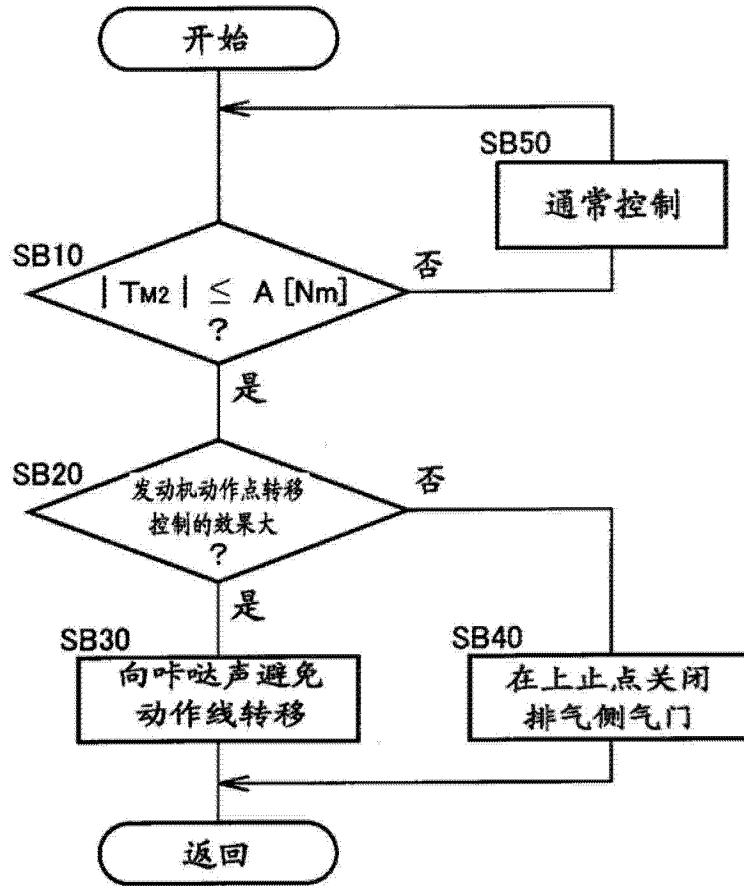 开始
SB50
通常控制
SB10
| TM2 | ≤ A [Nm]
?
否
是
SB20
发动机动作点转移
控制的效果大
?
否
是
SB30
向咔哒声避免
动作线转移
SB40
在上止点关闭
排气侧气门
返回